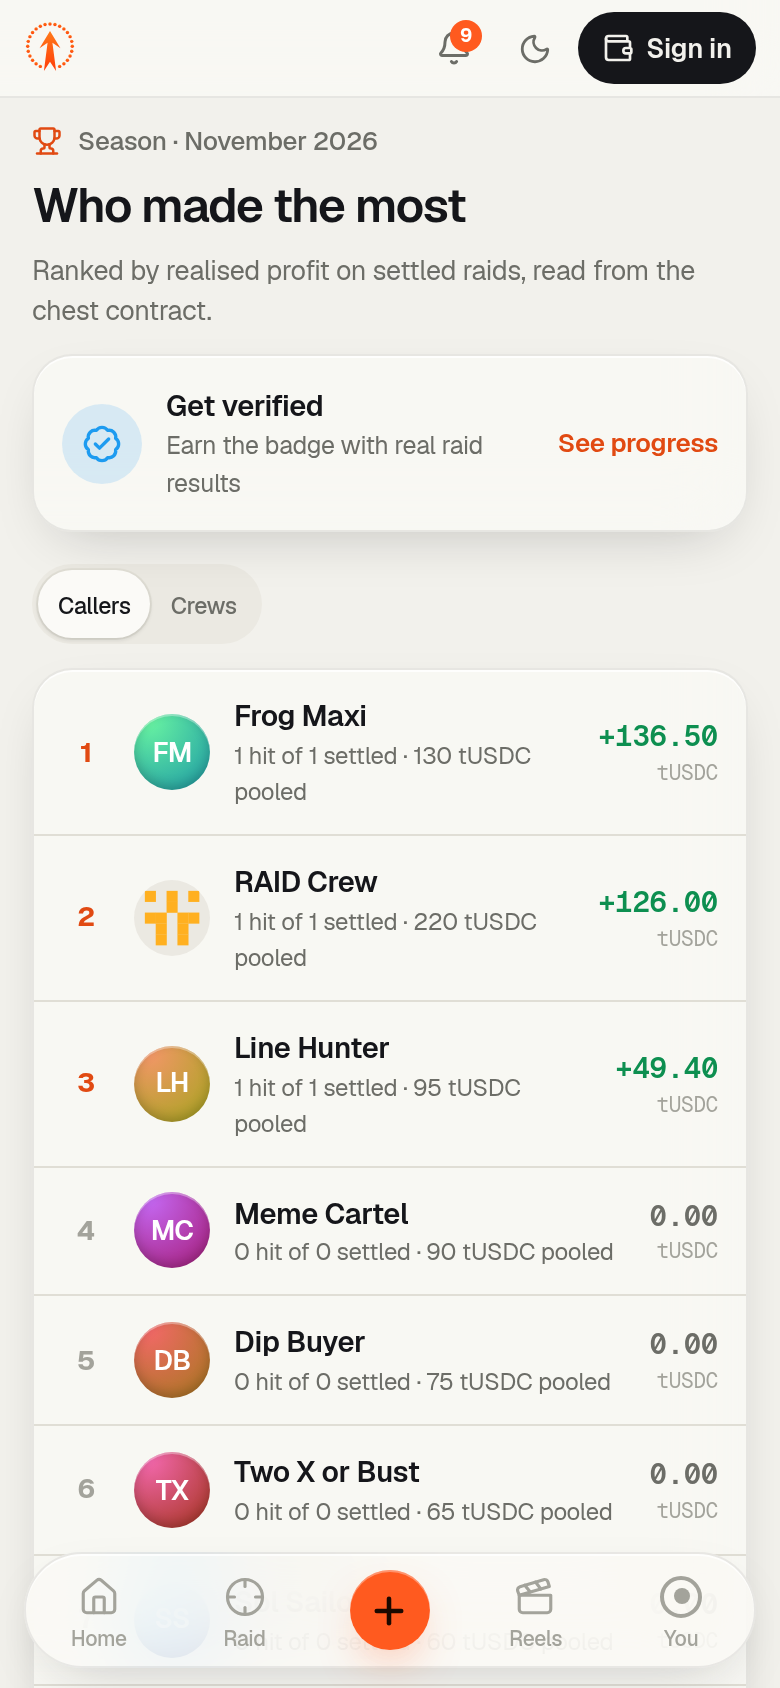 9
Sign in
Season · November 2026
Who made the most
Ranked by realised profit on settled raids, read from the
chest contract.
Get verified
Earn the badge with real raid
results
See progress
Callers
Crews
1
FM
Frog Maxi
1 hit of 1 settled · 130 tUSDC
pooled
+136.50
tUSDC
2
RAID Crew
1 hit of 1 settled · 220 tUSDC
pooled
+126.00
tUSDC
3
LH
Line Hunter
1 hit of 1 settled · 95 tUSDC
pooled
+49.40
tUSDC
4
MC
Meme Cartel
0 hit of 0 settled · 90 tUSDC pooled
0.00
tUSDC
5
DB
Dip Buyer
0 hit of 0 settled · 75 tUSDC pooled
0.00
tUSDC
6
TX
Two X or Bust
0 hit of 0 settled · 65 tUSDC pooled
0.00
tUSDC
SS
60 tUSDC pooled
Home
Raid
Reels
You